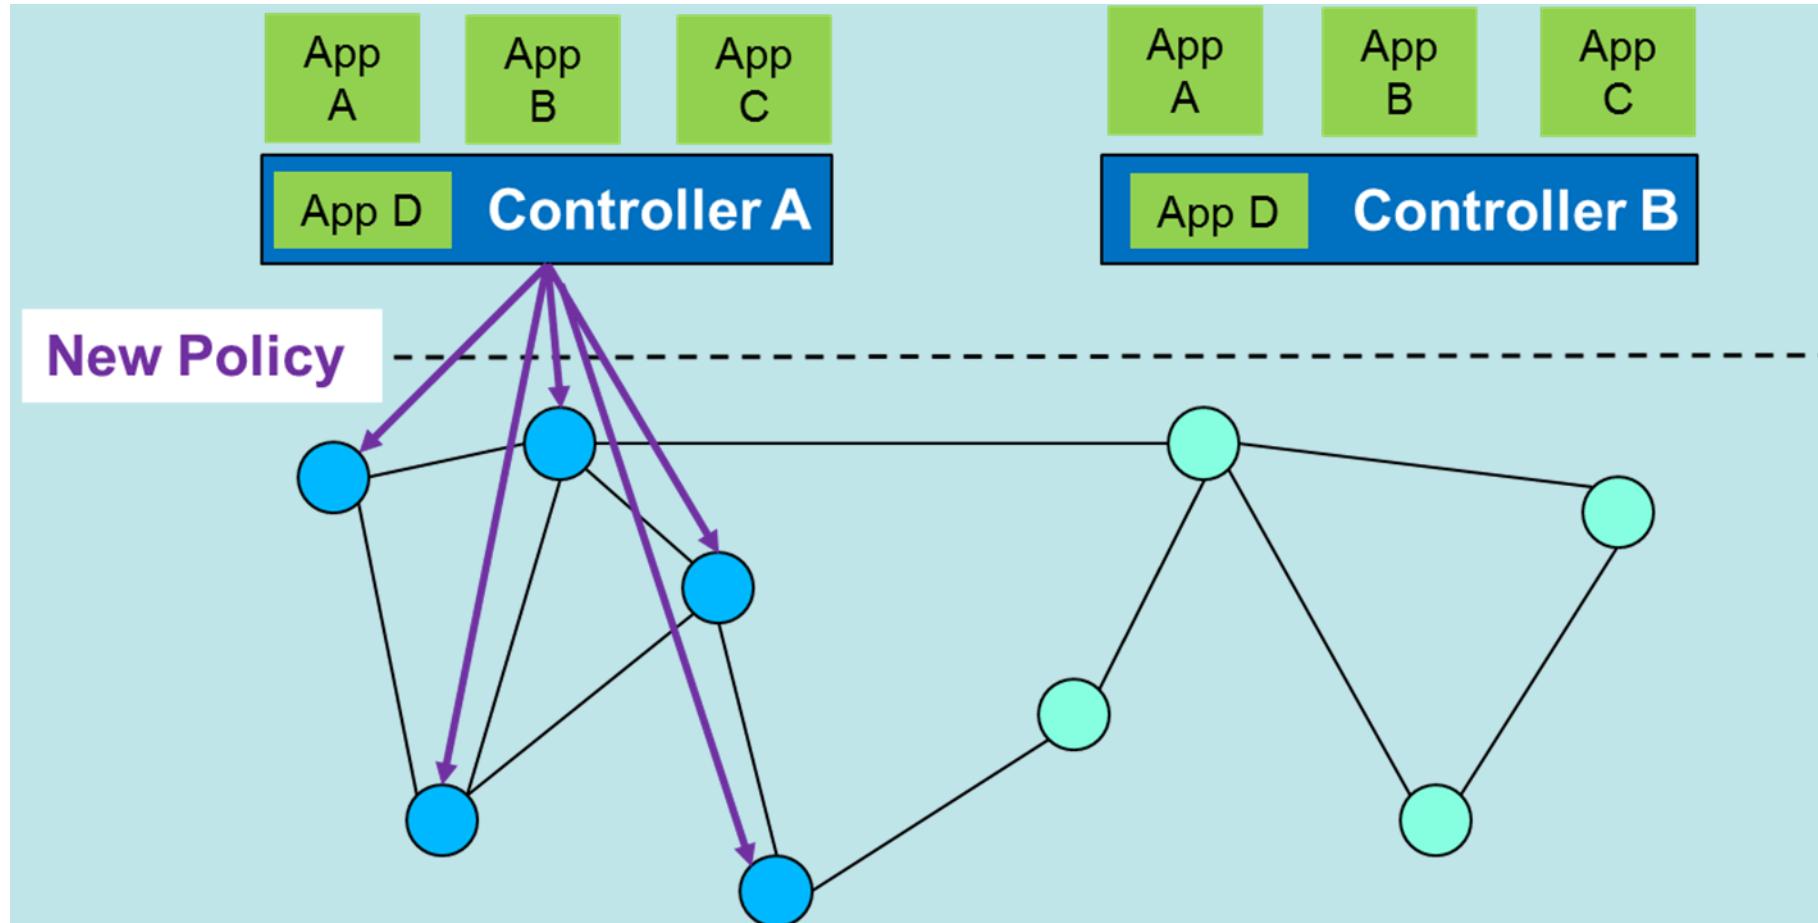 App
A
App
B
App
C
App
A
App
B
App
C
App D
Controller A
App D
Controller B
New Policy